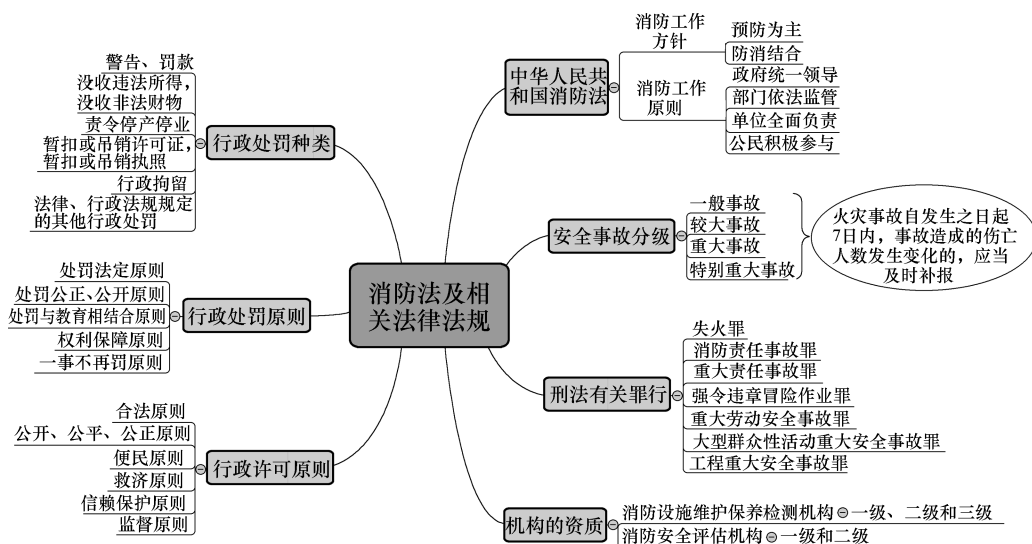 消防法及相
关法律法规
中华人民共
和国消防法
消防工作
方针
预防为主
防消结合
消防工作
原则
政府统一领导
部门依法监管
单位全面负责
公民积极参与
安全事故分级
一般事故
较大事故
重大事故
特别重大事故
火灾事故自发生之日起
7日内，事故造成的伤亡
人数发生变化的，应当
及时补报
刑法有关罪行
失火罪
消防责任事故罪
重大责任事故罪
强令违章冒险作业罪
重大劳动安全事故罪
大型群众性活动重大安全事故罪
工程重大安全事故罪
机构的资质
消防设施维护保养检测机构
一级、二级和三级
消防安全评估机构
一级和二级
行政处罚种类
警告、罚款
没收违法所得，
没收非法财物
责令停产停业
暂扣或吊销许可证，
暂扣或吊销执照
行政拘留
法律、行政法规规定
的其他行政处罚
行政处罚原则
处罚法定原则
处罚公正、公开原则
处罚与教育相结合原则
权利保障原则
一事不再罚原则
行政许可原则
合法原则
公开、公平、公正原则
便民原则
救济原则
信赖保护原则
监督原则